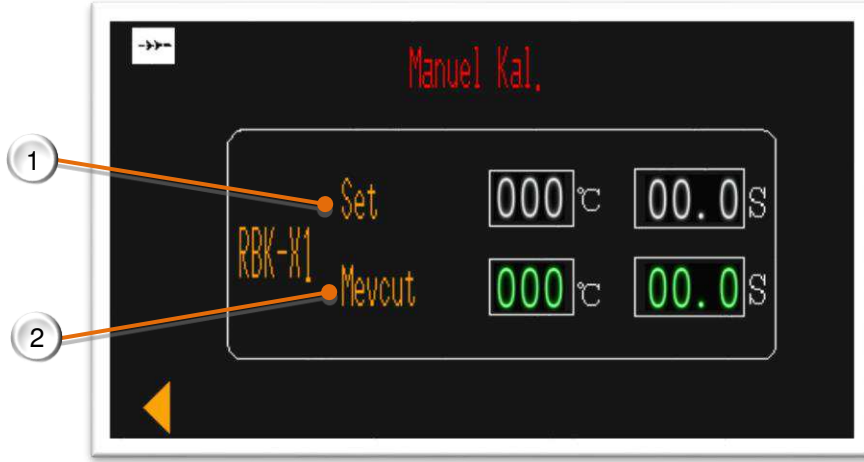 Manuel Kal.
1
Set 000 °C 00.0 S
RBK-X1
Mevcut 000 °C 00.0 S
2